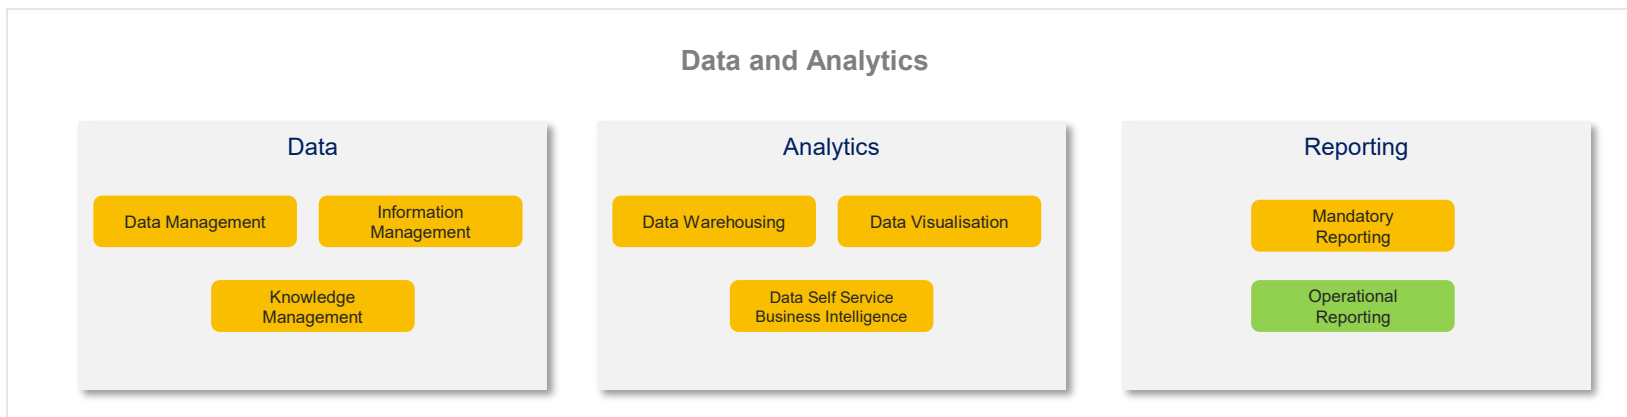 Data and Analytics
Data
Data Management
Information
Management
Knowledge
Management
Analytics
Data Warehousing
Data Visualisation
Data Self Service
Business Intelligence
Reporting
Mandatory
Reporting
Operational
Reporting